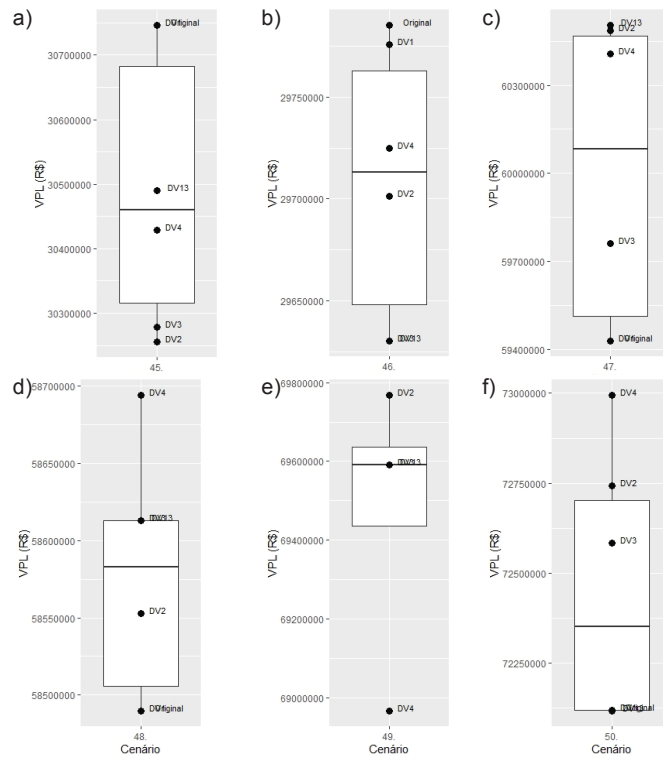 a)
b)
c)
VPL (R$)
30700000
30600000
30500000
30400000
30300000
DV13
DV4
DV3
DV2
45.
VPL (R$)
29750000
29700000
29650000
Original
DV1
DV4
DV2
46.
VPL (R$)
60300000
60000000
59700000
59400000
DV13
DV2
DV4
DV3
47.
d)
e)
f)
VPL (R$)
58700000
58650000
58600000
58550000
58500000
DV4
DV2
48.
Cenário
VPL (R$)
69800000
69600000
69400000
69200000
69000000
DV2
DV4
49.
Cenário
VPL (R$)
73000000
72750000
72500000
72250000
DV4
DV2
DV3
50.
Cenário